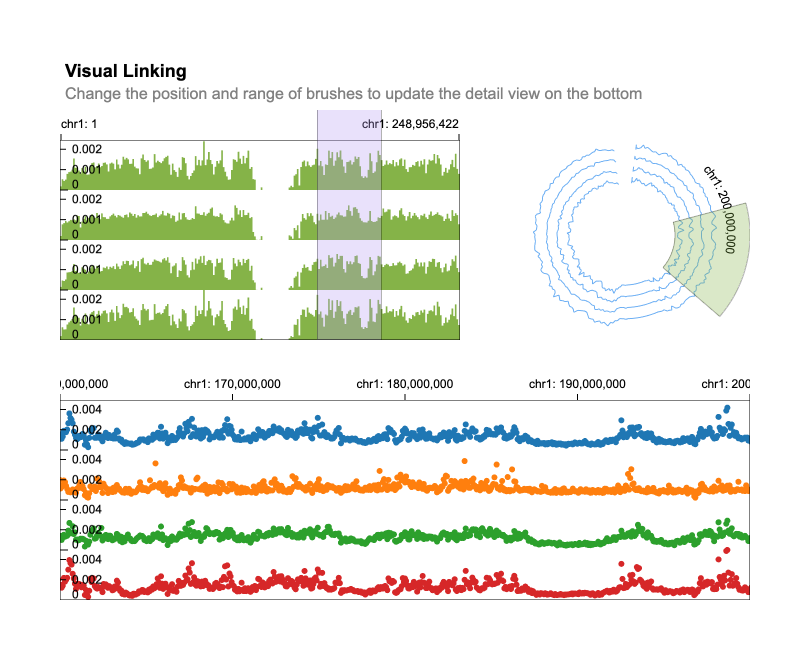 Visual Linking
Change the position and range of brushes to update the detail view on the bottom
chr1: 1
chr1: 248,956,422
0.002
0.001
0
0.002
0.001
0
0.002
0.001
0
0.002
0.001
0
chr1: 200,000,000
0,000,000
chr1: 170,000,000
chr1: 180,000,000
chr1: 190,000,000
chr1: 200
0.004
0.002
0
0.004
0.002
0
0.004
0.002
0
0.004
0.002
0